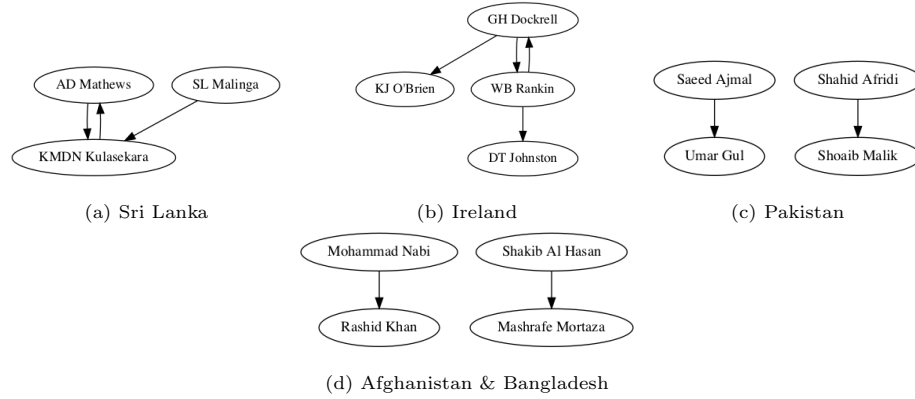 GH Dockrell
AD Mathews
SL Malinga
KJ O'Brien
WB Rankin
Saeed Ajmal
Shahid Afridi
KMDN Kulasekara
DT Johnston
Umar Gul
Shoaib Malik
(a) Sri Lanka
(b) Ireland
(c) Pakistan
Mohammad Nabi
Shakib Al Hasan
Rashid Khan
Mashrafe Mortaza
(d) Afghanistan & Bangladesh